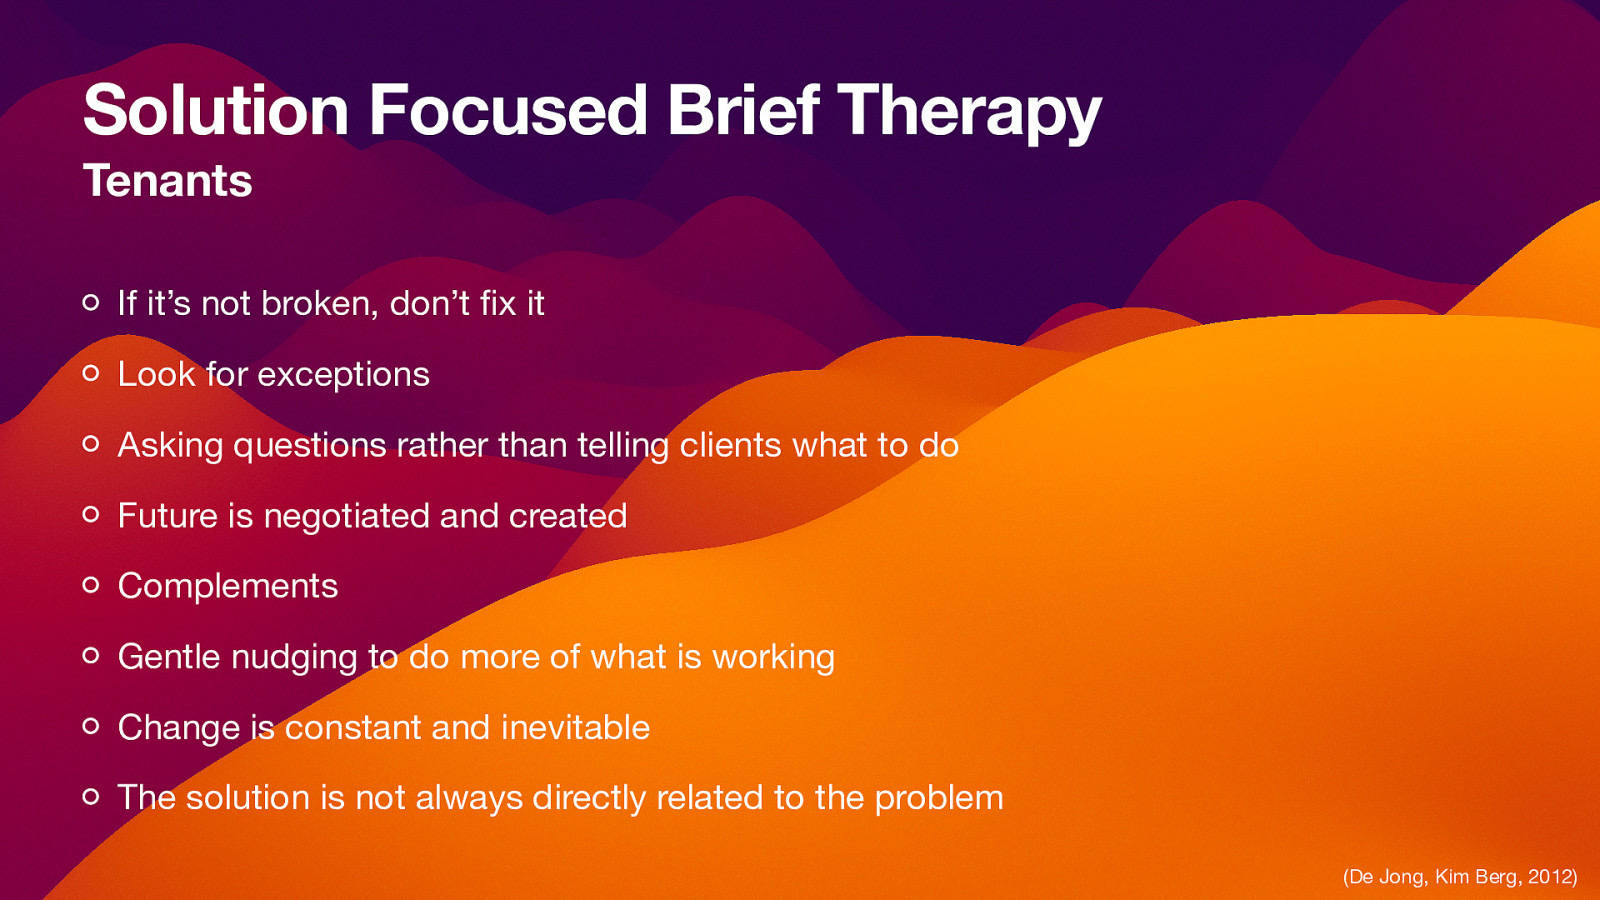 Solution Focused Brief Therapy
Tenants
If it’s not broken, don’t fix it
Look for exceptions
Asking questions rather than telling clients what to do
Future is negotiated and created
Complements
Gentle nudging to do more of what is working
Change is constant and inevitable
The solution is not always directly related to the problem
(De Jong, Kim Berg, 2012)